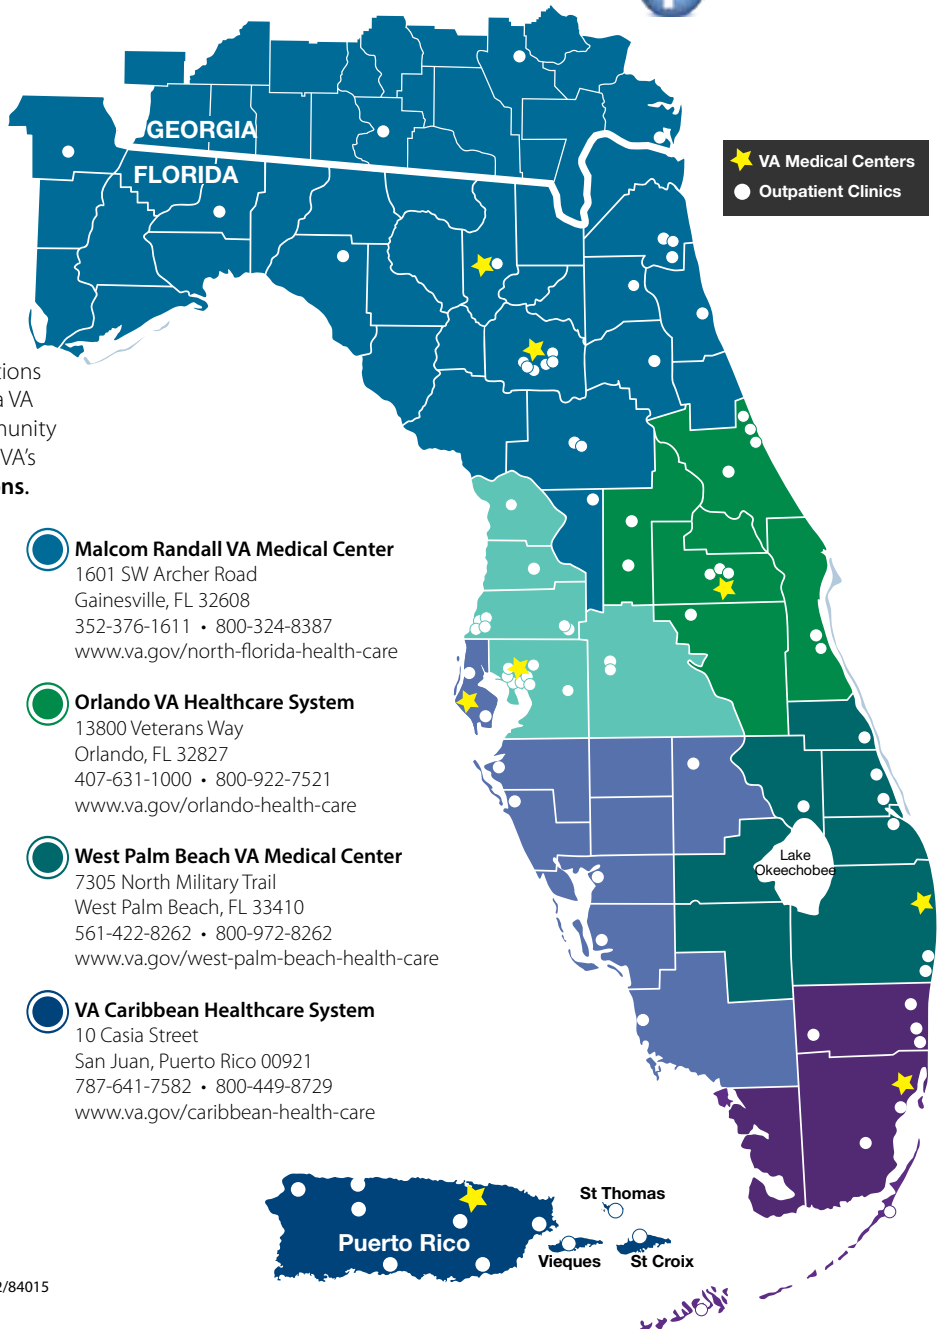 GEORGIA
FLORIDA
VA Medical Centers
Outpatient Clinics
a VA
VA's
Malcom Randall VA Medical Center
1601 SW Archer Road
Gainesville, FL 32608
352-376-1611 • 800-324-8387
www.va.gov/north-florida-health-care
Orlando VA Healthcare System
13800 Veterans Way
Orlando, FL 32827
407-631-1000 • 800-922-7521
www.va.gov/orlando-health-care
West Palm Beach VA Medical Center
7305 North Military Trail
West Palm Beach, FL 33410
561-422-8262 • 800-972-8262
www.va.gov/west-palm-beach-health-care
VA Caribbean Healthcare System
10 Casia Street
San Juan, Puerto Rico 00921
787-641-7582 • 800-449-8729
www.va.gov/caribbean-health-care
Lake
Okeechobee
Puerto Rico
St Thomas
Vieques
St Croix
/84015